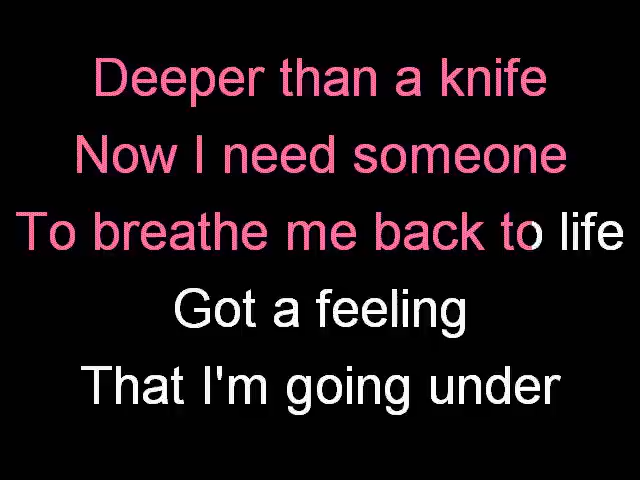 Deeper than a knife
Now I need someone
To breathe me back to life
Got a feeling
That I'm going under